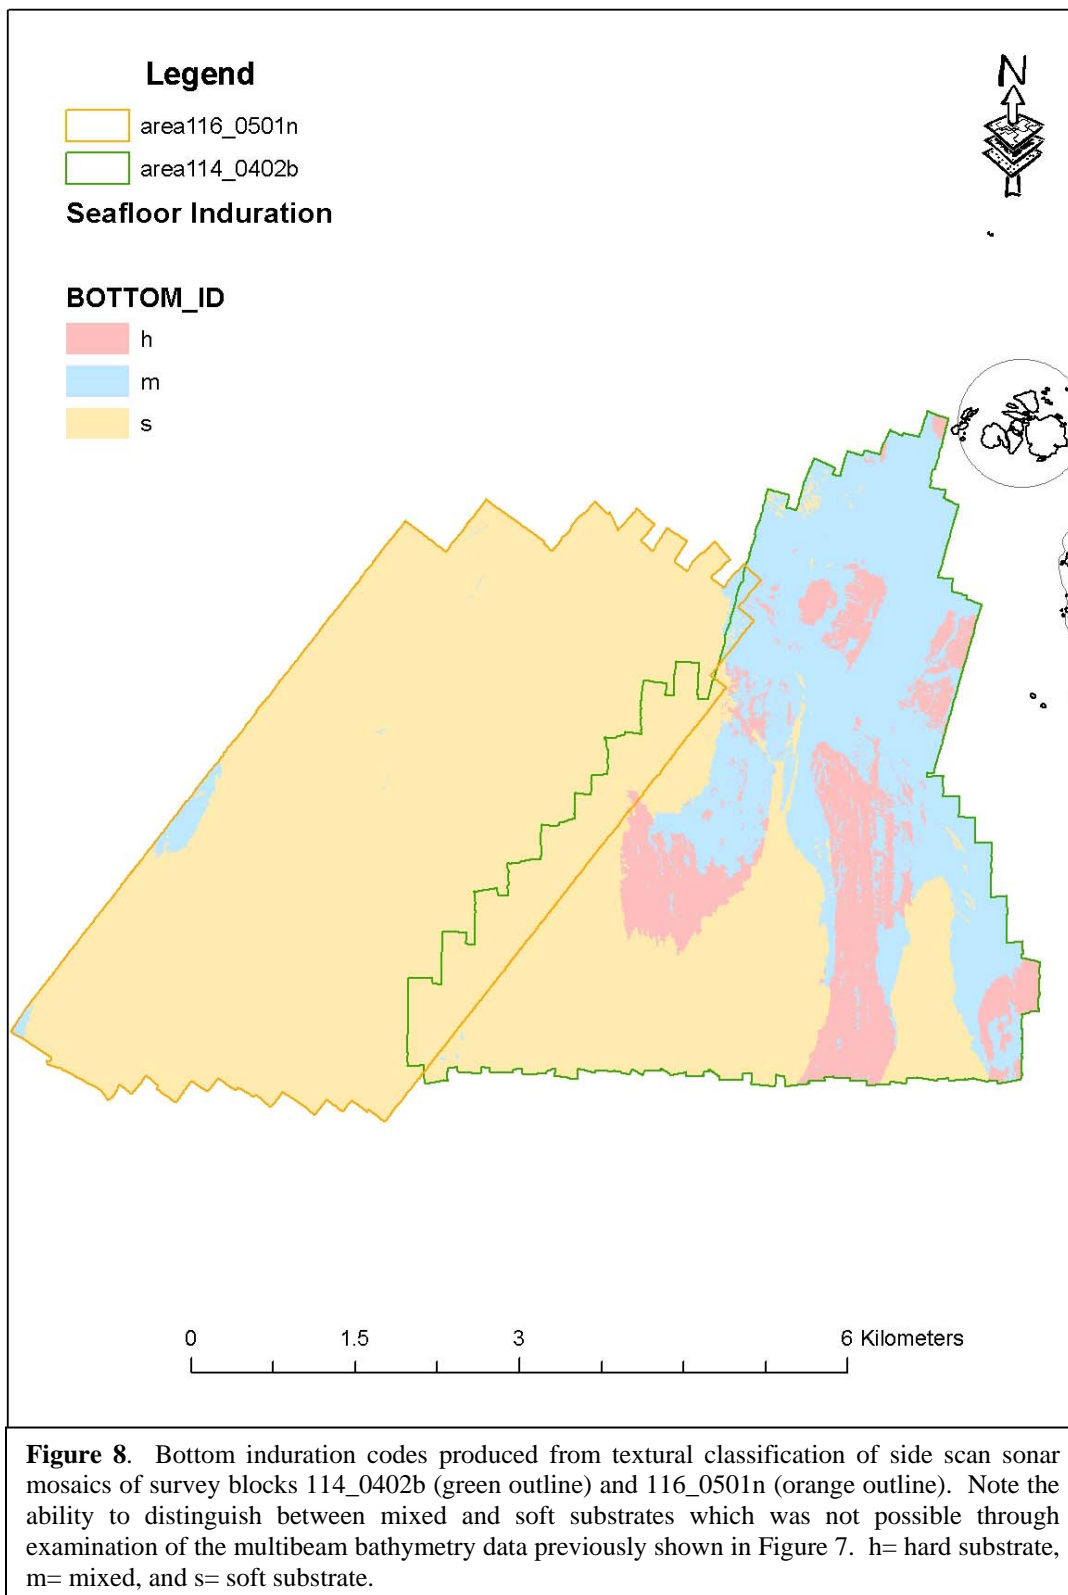 Legend
area116_0501n
area114_0402b
Seafloor Induration
BOTTOM_ID
h
m
s
N
0 1.5 3 6 Kilometers
Figure 8. Bottom induration codes produced from textural classification of side scan sonar
mosaics of survey blocks 114_0402b (green outline) and 116_0501n (orange outline). Note the
ability to distinguish between mixed and soft substrates which was not possible through
examination of the multibeam bathymetry data previously shown in Figure 7. h= hard substrate,
m= mixed, and s= soft substrate.